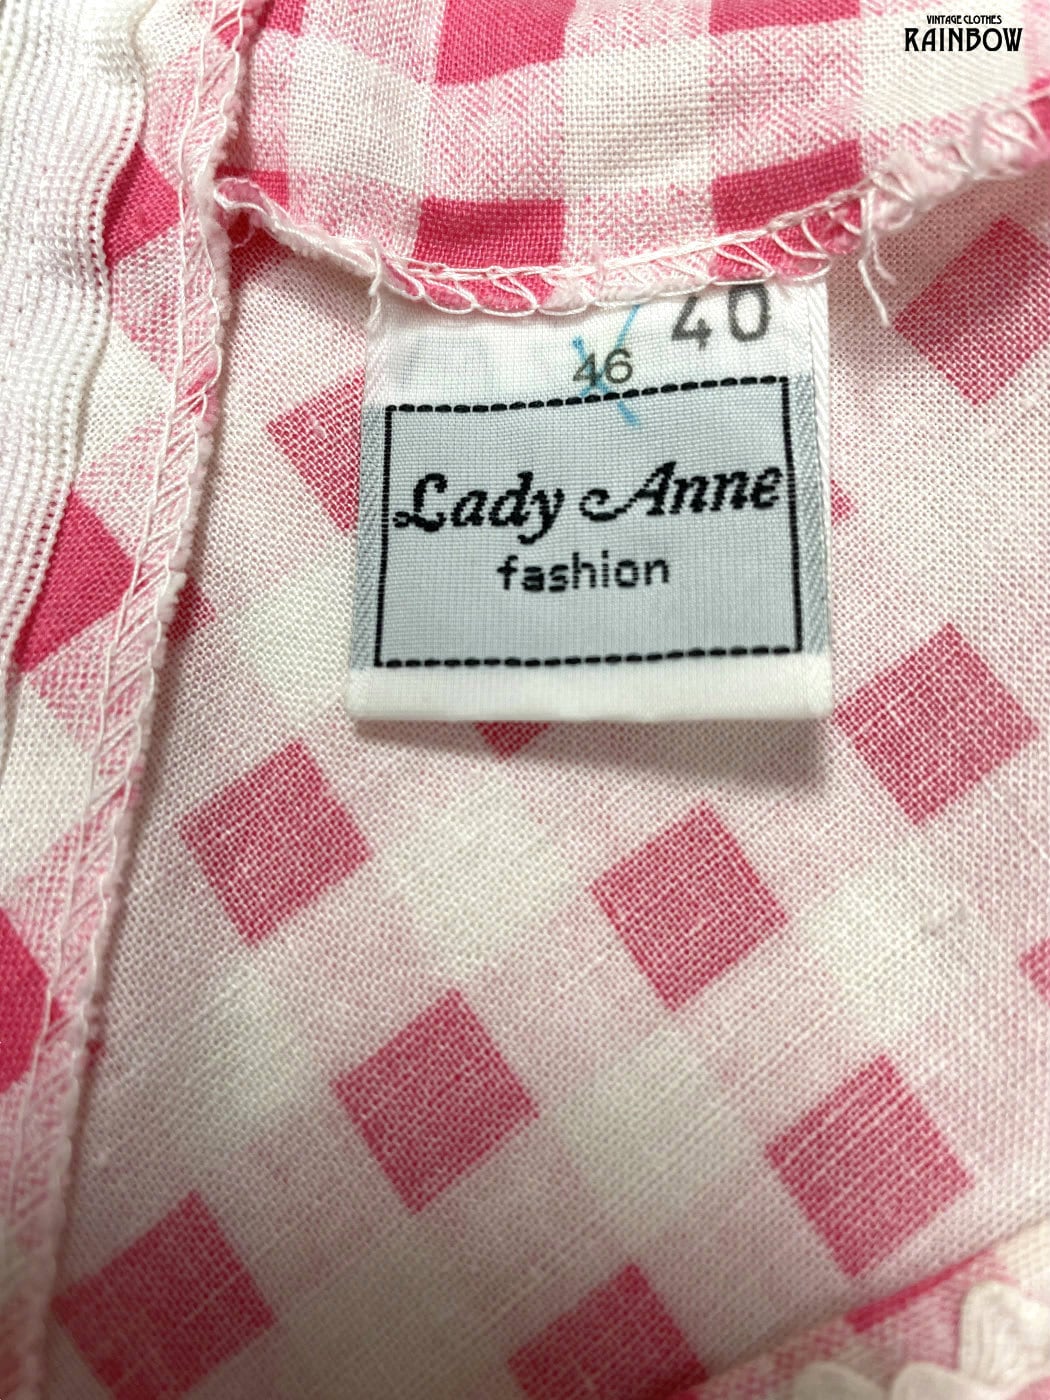 VINTAGE CLOTHES
RAINBOW
40
46
Lady Anne
fashion